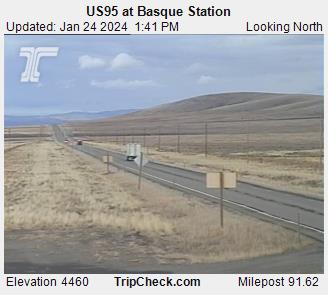 US95 at Basque Station
Updated: Jan 24 2024 1:41 PM Looking North
Elevation 4460 TripCheck.com Milepost 91.62